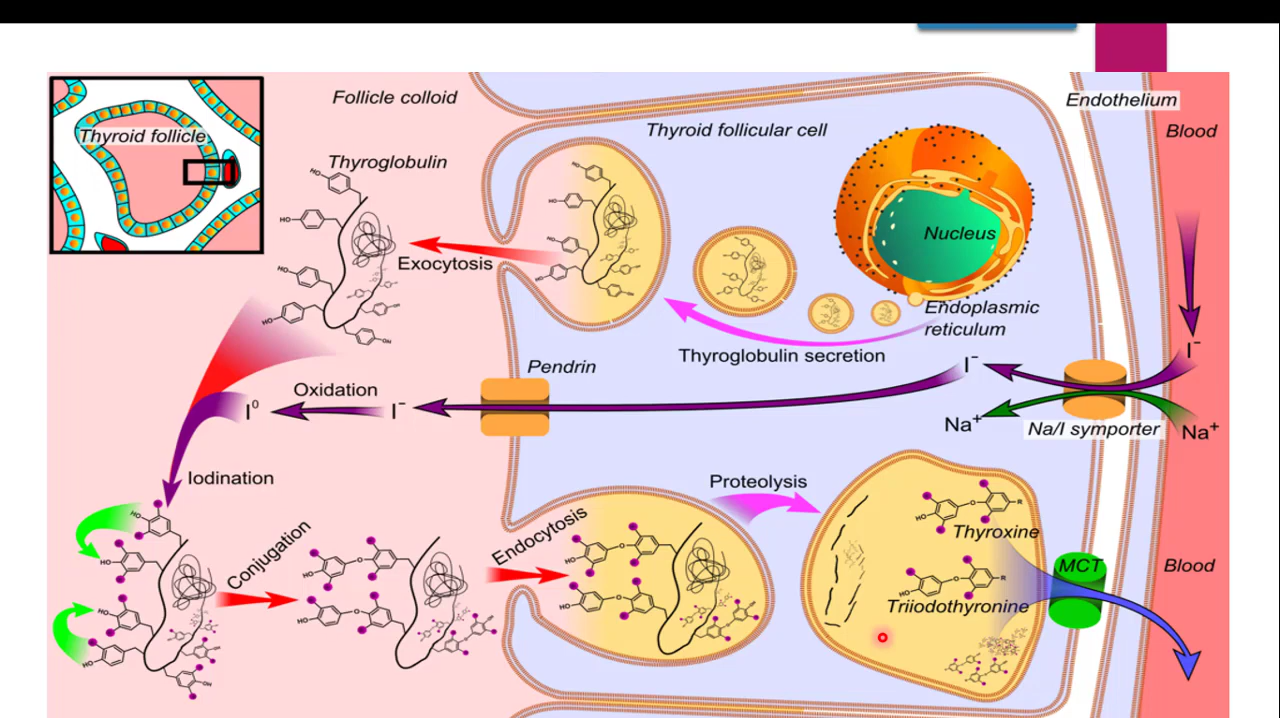 Thyroid follicle
Follicle colloid
Thyroglobulin
Thyroid follicular cell
Endothelium
Blood
Nucleus
Exocytosis
Endoplasmic
reticulum
Thyroglobulin secretion
Pendrin
Oxidation
I⁰
I⁻
I⁻
I⁻
Na⁺
Na/I symporter
Na⁺
Iodination
Conjugation
Endocytosis
Proteolysis
Thyroxine
Triiodothyronine
MCT
Blood